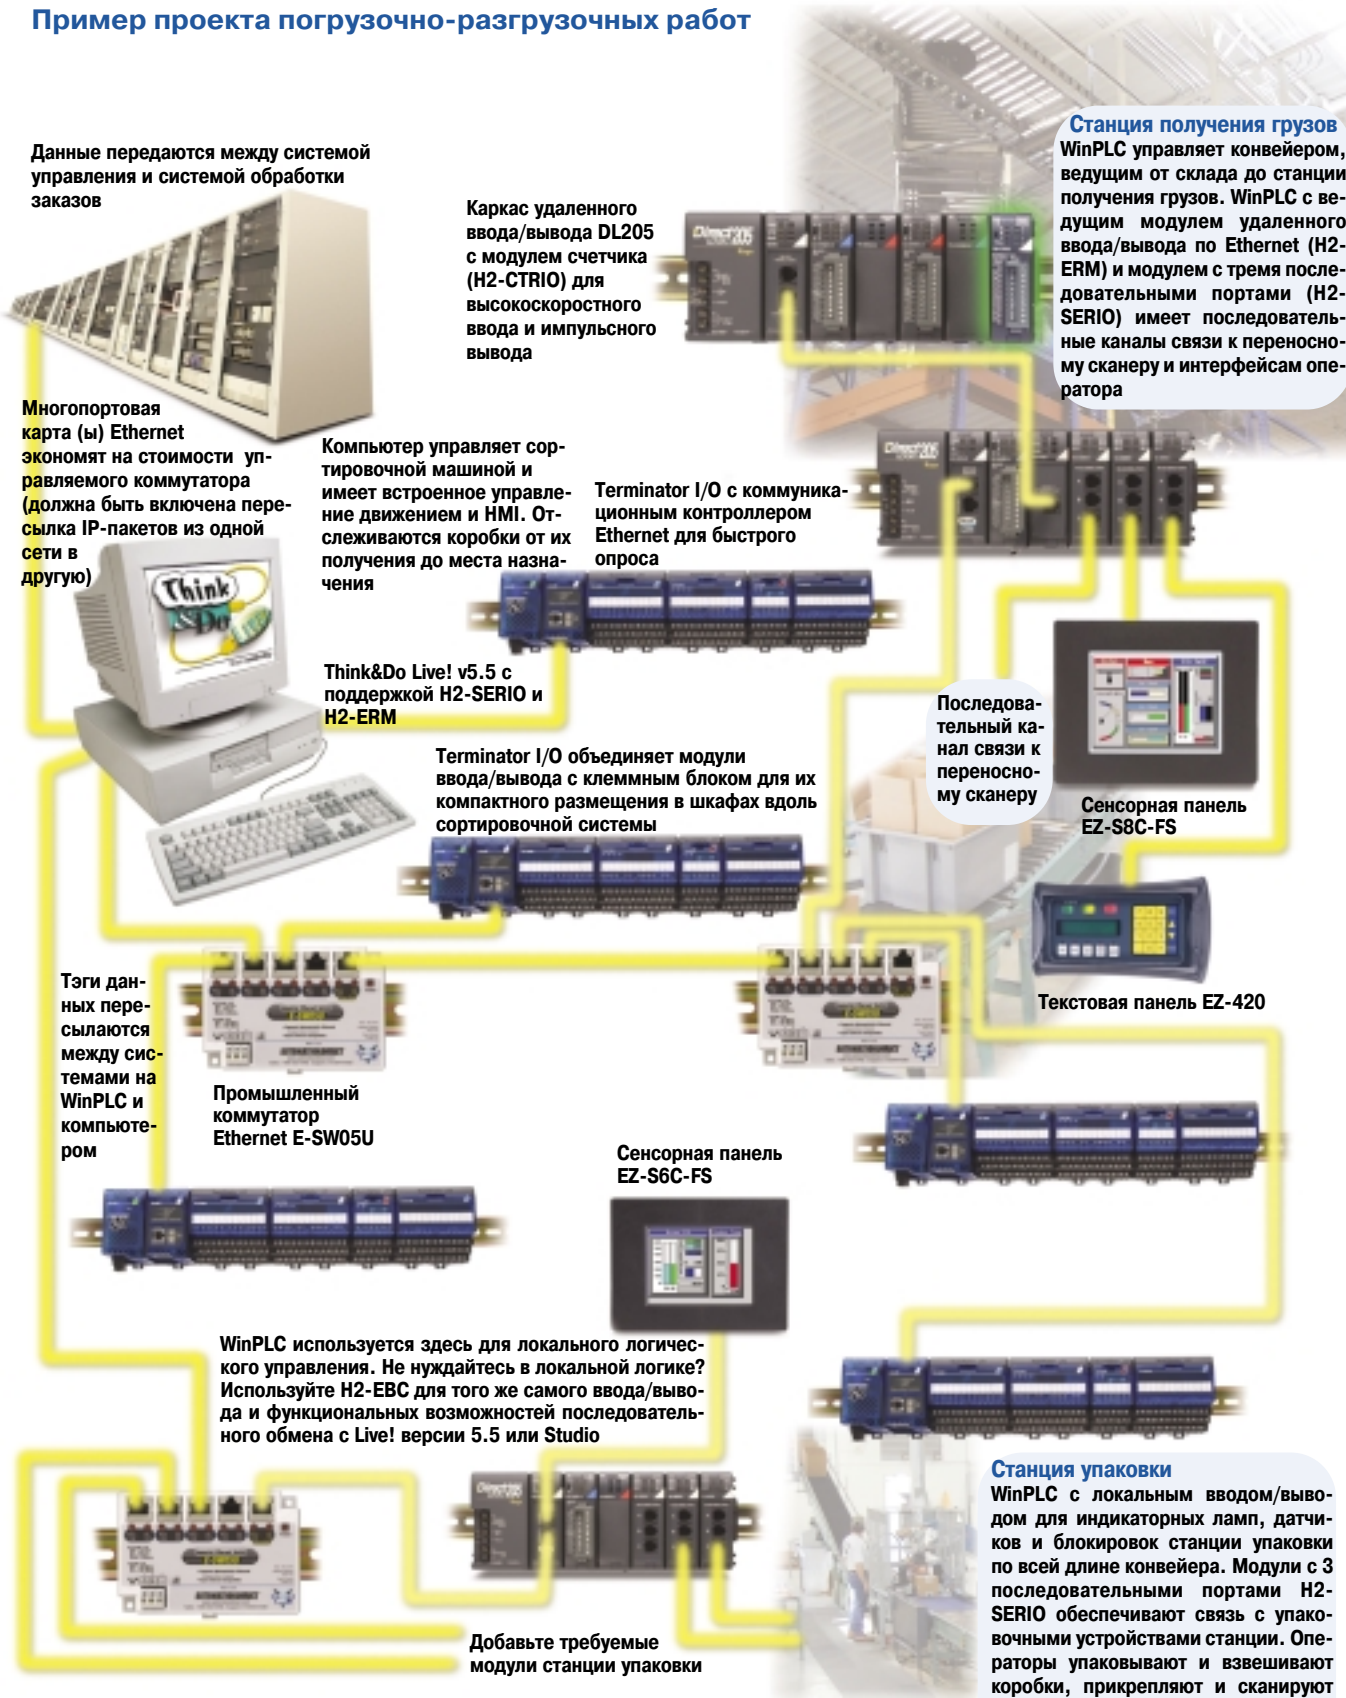 Пример проекта погрузочно-разгрузочных работ
Данные передаются между системой
управления и системой обработки
заказов
Каркас удаленного
ввода/вывода DL205
с модулем счетчика
(H2-CTRIO) для
высокоскоростного
ввода и импульсного
вывода
Станция получения грузов
WinPLC управляет конвейером,
ведущим от склада до станции
получения грузов. WinPLC с ве-
дущим модулем удаленного
ввода/вывода по Ethernet (H2-
ERM) и модулем с тремя после-
довательными портами (H2-
SERIO) имеет последователь-
ные каналы связи к переносно-
му сканеру и интерфейсам опе-
ратора
Многопортовая
карта (ы) Ethernet
экономят на стоимости уп-
равляемого коммутатора
(должна быть включена пере-
сылка IP-пакетов из одной
сети в
другую)
Компьютер управляет сор-
тировочной машиной и
имеет встроенное управле-
ние движением и HMI. От-
слеживаются коробки от их
получения до места назна-
чения
Terminator I/O с коммуника-
ционным контроллером
Ethernet для быстрого
опроса
Think
&Do
Think&Do Live! v5.5 с
поддержкой H2-SERIO и
H2-ERM
Последова-
тельный ка-
нал связи к
переносно-
му сканеру
Terminator I/O объединяет модули
ввода/вывода с клеммным блоком для их
компактного размещения в шкафах вдоль
сортировочной системы
Сенсорная панель
EZ-S8C-FS
Текстовая панель EZ-420
Тэги дан-
ных пере-
сылаются
между сис-
темами на
WinPLC и
компьюте-
ром
Промышленный
коммутатор
Ethernet E-SW05U
Сенсорная панель
EZ-S6C-FS
WinPLC используется здесь для локального логичес-
кого управления. Не нуждайтесь в локальной логике?
Используйте H2-EBC для того же самого ввода/выво-
да и функциональных возможностей последователь-
ного обмена с Live! версии 5.5 или Studio
Станция упаковки
WinPLC с локальным вводом/выво-
дом для индикаторных ламп, датчи-
ков и блокировок станции упаковки
по всей длине конвейера. Модули с 3
последовательными портами H2-
SERIO обеспечивают связь с упако-
вочными устройствами станции. Опе-
раторы упаковывают и взвешивают
коробки, прикрепляют и сканируют
Добавьте требуемые
модули станции упаковки